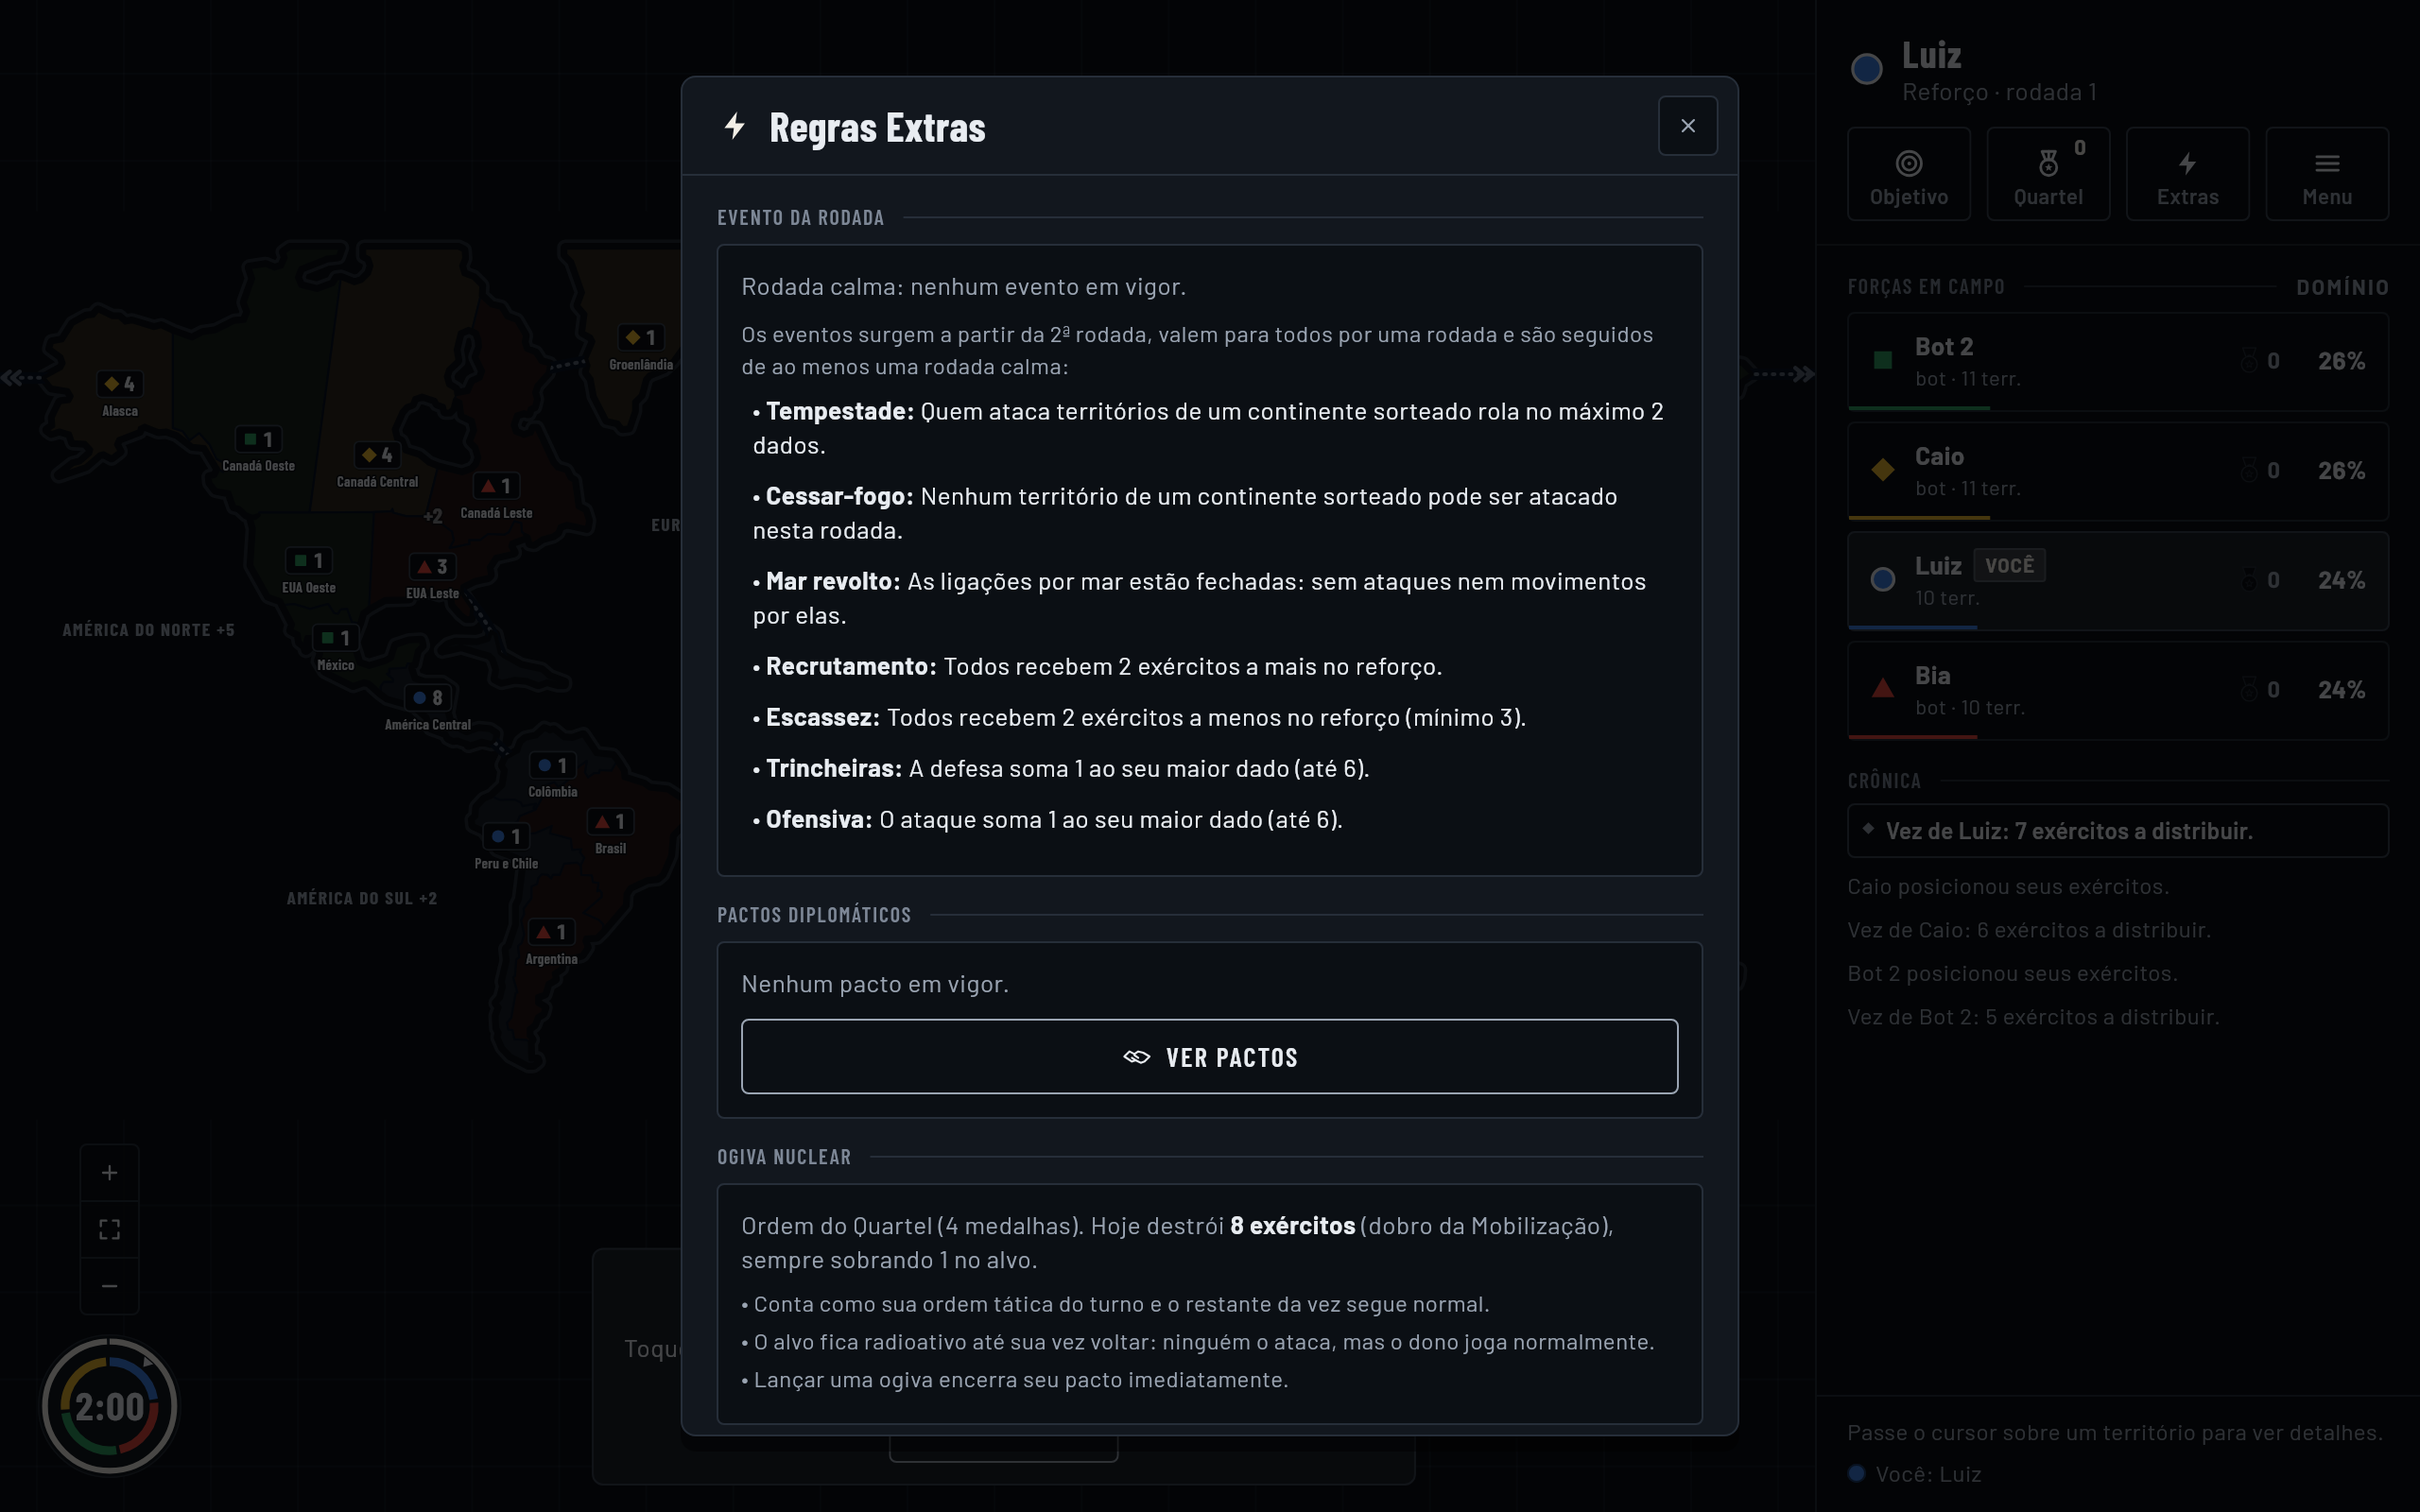 Regras Extras
EVENTO DA RODADA
Rodada calma: nenhum evento em vigor.
Os eventos surgem a partir da 2ª rodada, valem para todos por uma rodada e são seguidos
de ao menos uma rodada calma:
• Tempestade: Quem ataca territórios de um continente sorteado rola no máximo 2
dados.
• Cessar-fogo: Nenhum território de um continente sorteado pode ser atacado
nesta rodada.
• Mar revolto: As ligações por mar estão fechadas: sem ataques nem movimentos
por elas.
• Recrutamento: Todos recebem 2 exércitos a mais no reforço.
• Escassez: Todos recebem 2 exércitos a menos no reforço (mínimo 3).
• Trincheiras: A defesa soma 1 ao seu maior dado (até 6).
• Ofensiva: O ataque soma 1 ao seu maior dado (até 6).
PACTOS DIPLOMÁTICOS
Nenhum pacto em vigor.
VER PACTOS
OGIVA NUCLEAR
Ordem do Quartel (4 medalhas). Hoje destrói 8 exércitos (dobro da Mobilização),
sempre sobrando 1 no alvo.
• Conta como sua ordem tática do turno e o restante da vez segue normal.
• O alvo fica radioativo até sua vez voltar: ninguém o ataca, mas o dono joga normalmente.
• Lançar uma ogiva encerra seu pacto imediatamente.
1
Groenlândia
4
Alasca
1
Canadá Oeste
4
Canadá Central
1
Canadá Leste
+2
1
EUA Oeste
3
EUA Leste
AMÉRICA DO NORTE +5
1
México
8
América Central
1
Colômbia
1
Peru e Chile
1
Brasil
AMÉRICA DO SUL +2
1
Argentina
+
−
2:00
Luiz
Reforço · rodada 1
Objetivo
0
Quartel
Extras
Menu
FORÇAS EM CAMPO
DOMÍNIO
Bot 2
bot · 11 terr.
0
26%
Caio
bot · 11 terr.
0
26%
Luiz VOCÊ
10 terr.
0
24%
Bia
bot · 10 terr.
0
24%
CRÔNICA
Vez de Luiz: 7 exércitos a distribuir.
Caio posicionou seus exércitos.
Vez de Caio: 6 exércitos a distribuir.
Bot 2 posicionou seus exércitos.
Vez de Bot 2: 5 exércitos a distribuir.
Passe o cursor sobre um território para ver detalhes.
Você: Luiz